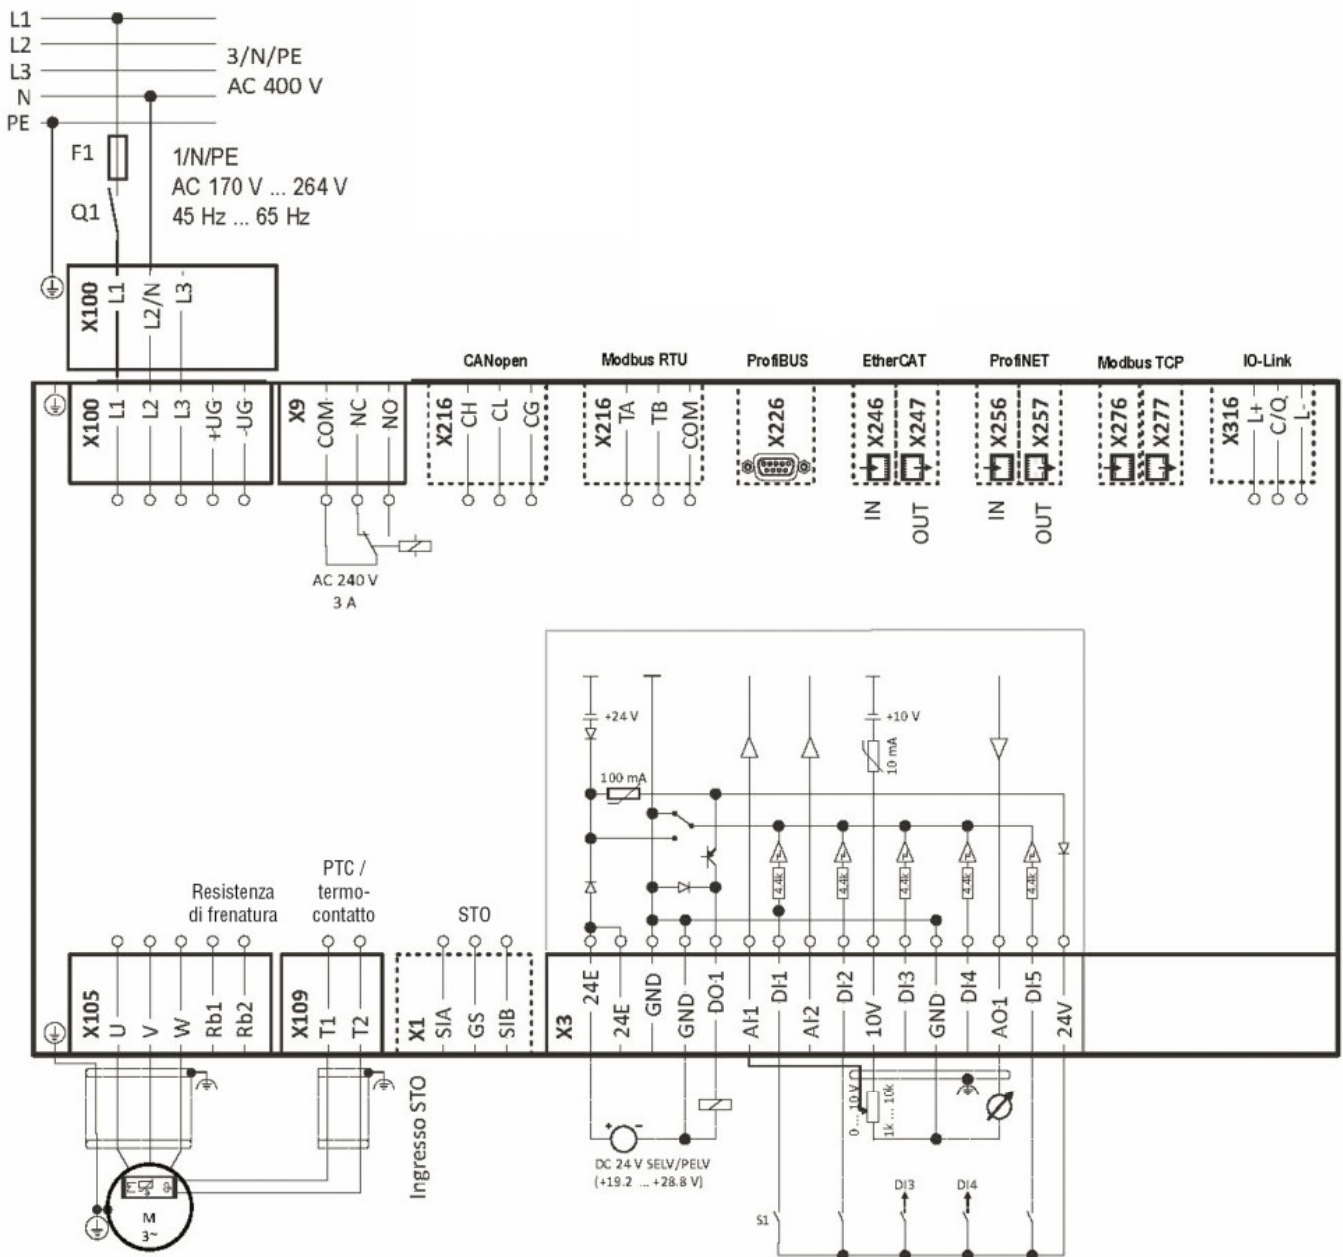 L1
L2
L3
N
PE
3/N/PE
AC 400 V
F1
Q1
1/N/PE
AC 170 V ... 264 V
45 Hz ... 65 Hz
X100
L1
L2/N
L3
CANopen
Modbus RTU
ProfiBUS
EtherCAT
ProfiNET
Modbus TCP
IO-Link
X100
L1
L2
L3
+UG
-UG
X9
COM
NC
NO
X216
CH
CL
CG
X216
TA
TB
COM
X226
X246
X247
X256
X257
X276
X277
X316
L+
C/Q
L-
IN
OUT
IN
OUT
AC 240 V
3 A
+24 V
+10 V
10 mA
100 mA
4.4k
4.4k
4.4k
4.4k
4.4k
Resistenza
di frenatura
PTC /
termo-
contatto
STO
X105
U
V
W
Rb1
Rb2
X109
T1
T2
X1
SIA
GS
SIB
X3
24E
24E
GND
GND
DO1
AI1
DI1
AI2
DI2
10V
DI3
GND
DI4
AO1
DI5
24V
Ingresso STO
0 ... 10 V
1k ... 10k
+
-
DC 24 V SELV/PELV
(+19.2 ... +28.8 V)
S1
DI3
DI4
M
3~